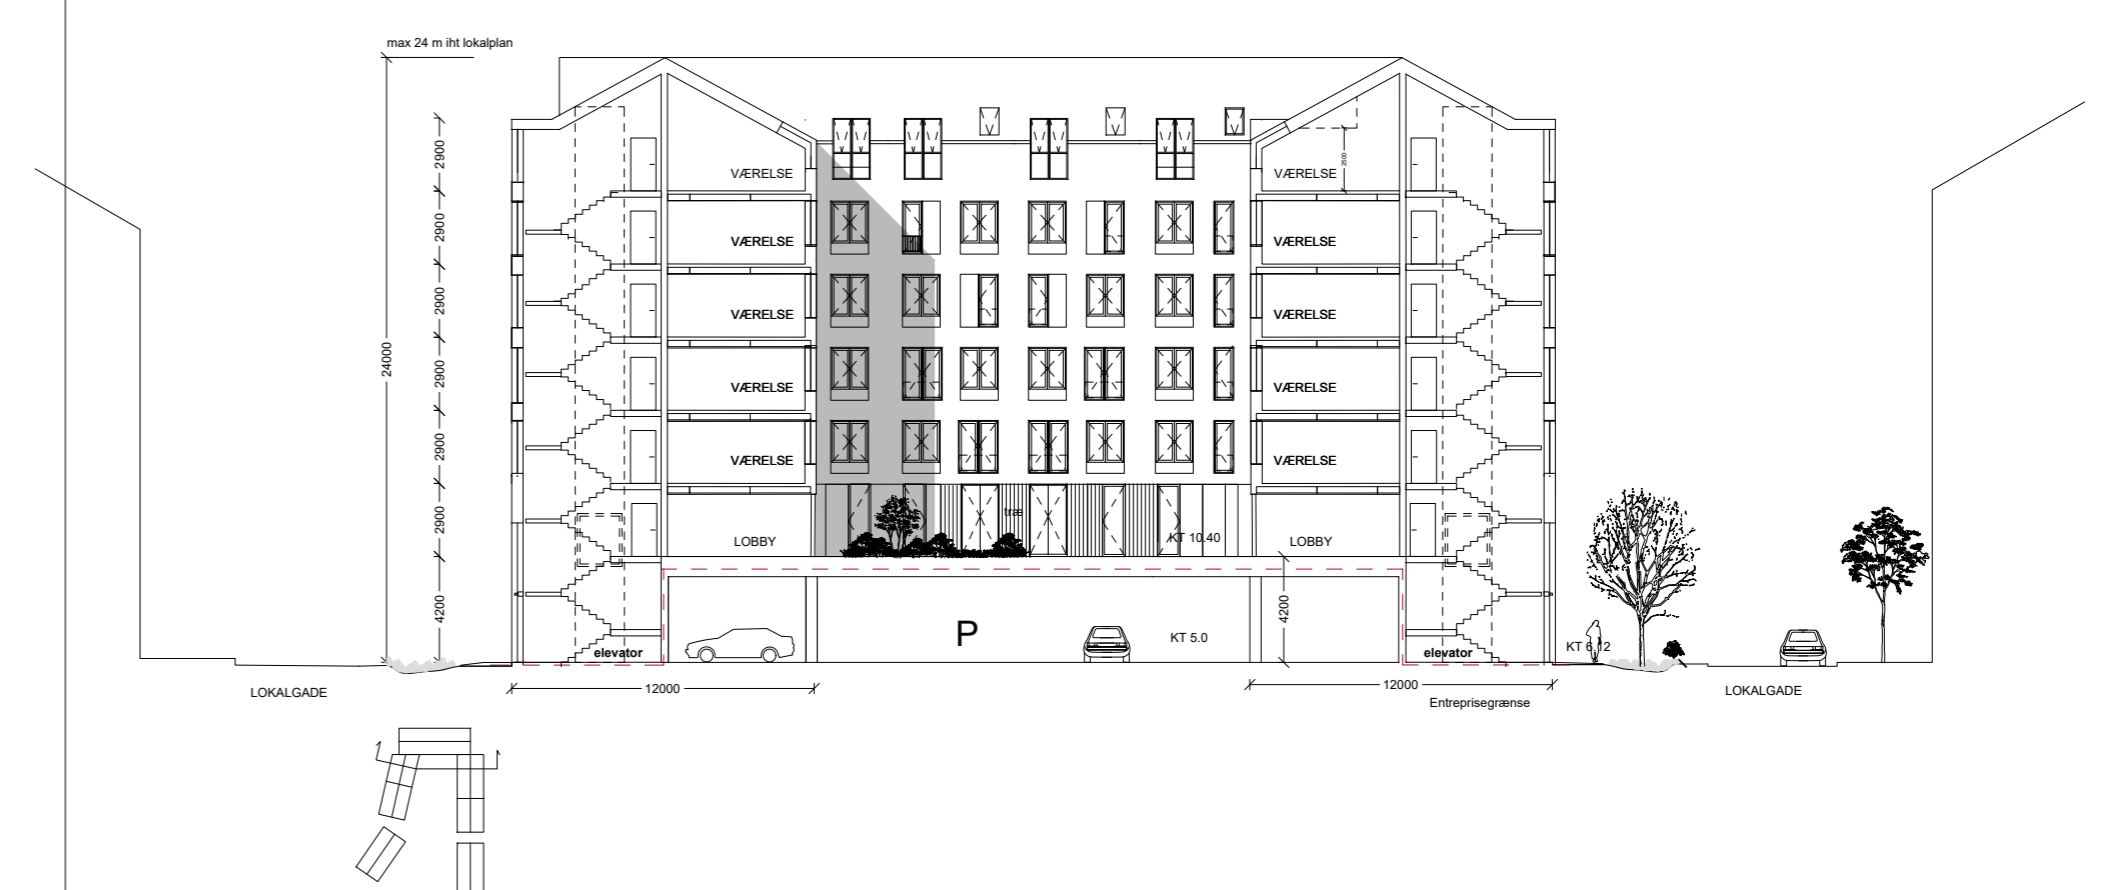 max 24 m iht lokalplan
24000
2900
2900
2900
2900
2900
2900
4200
VÆRELSE
VÆRELSE
VÆRELSE
VÆRELSE
VÆRELSE
LOBBY
træ
KT 10.40
VÆRELSE
VÆRELSE
VÆRELSE
VÆRELSE
VÆRELSE
LOBBY
elevator
P
KT 5.0
4200
elevator
KT 6.12
LOKALGADE
12000
12000
Entreprisegrænse
LOKALGADE